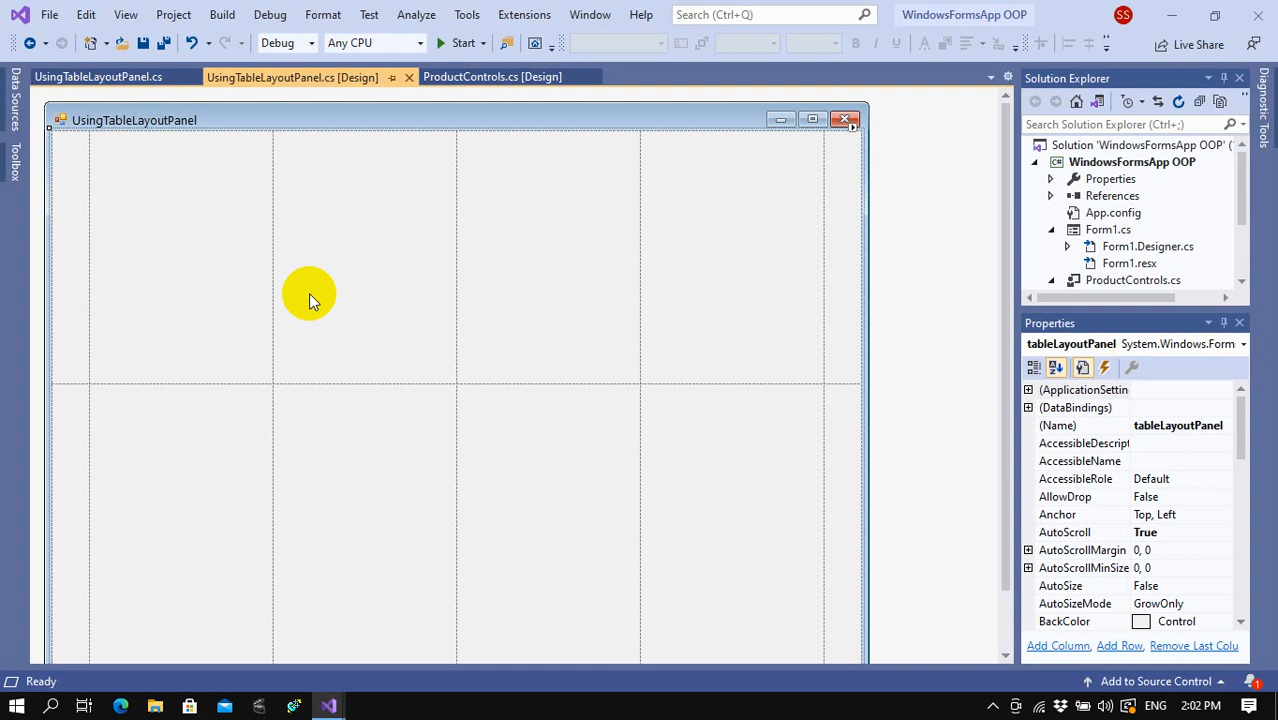 File Edit View Project Build Debug Format Test Analyze Tools Extensions Window Help Search (Ctrl+Q) WindowsFormsApp OOP SS
Debug Any CPU Start Live Share
UsingTableLayoutPanel.cs UsingTableLayoutPanel.cs [Design] ProductControls.cs [Design]
Data Sources
Toolbox
UsingTableLayoutPanel
Solution Explorer
Search Solution Explorer (Ctrl+;)
Solution 'WindowsFormsApp OOP' (
WindowsFormsApp OOP
Properties
References
App.config
Form1.cs
Form1.Designer.cs
Form1.resx
ProductControls.cs
Diagnostic Tools
Properties
tableLayoutPanel System.Windows.Form
(ApplicationSettin
(DataBindings)
(Name) tableLayoutPanel
AccessibleDescript
AccessibleName
AccessibleRole Default
AllowDrop False
Anchor Top, Left
AutoScroll True
AutoScrollMargin 0, 0
AutoScrollMinSize 0, 0
AutoSize False
AutoSizeMode GrowOnly
BackColor Control
Add Column, Add Row, Remove Last Colu
Ready Add to Source Control 1
ENG 2:02 PM